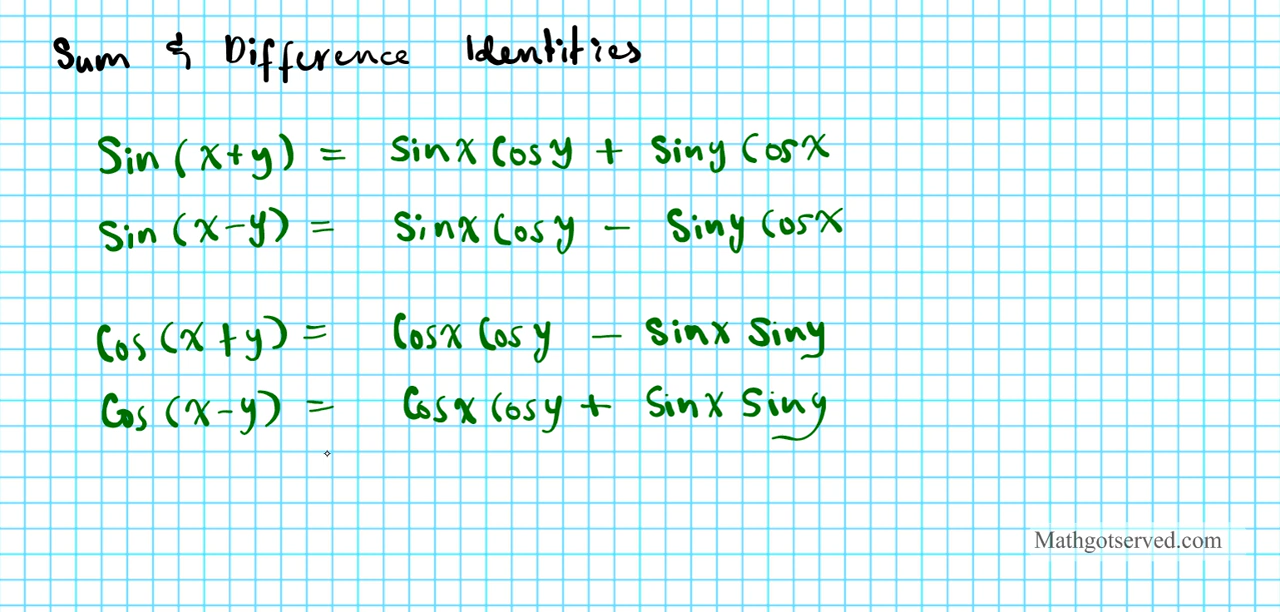 Sum & Difference Identities
Sin (x+y) = Sinx Cosy + Siny Cosx
Sin (x-y) = Sinx Cosy - Siny Cosx
Cos (x+y) = Cosx Cosy - Sinx Siny
Cos (x-y) = Cosx Cosy + Sinx Siny
Mathgotserved.com